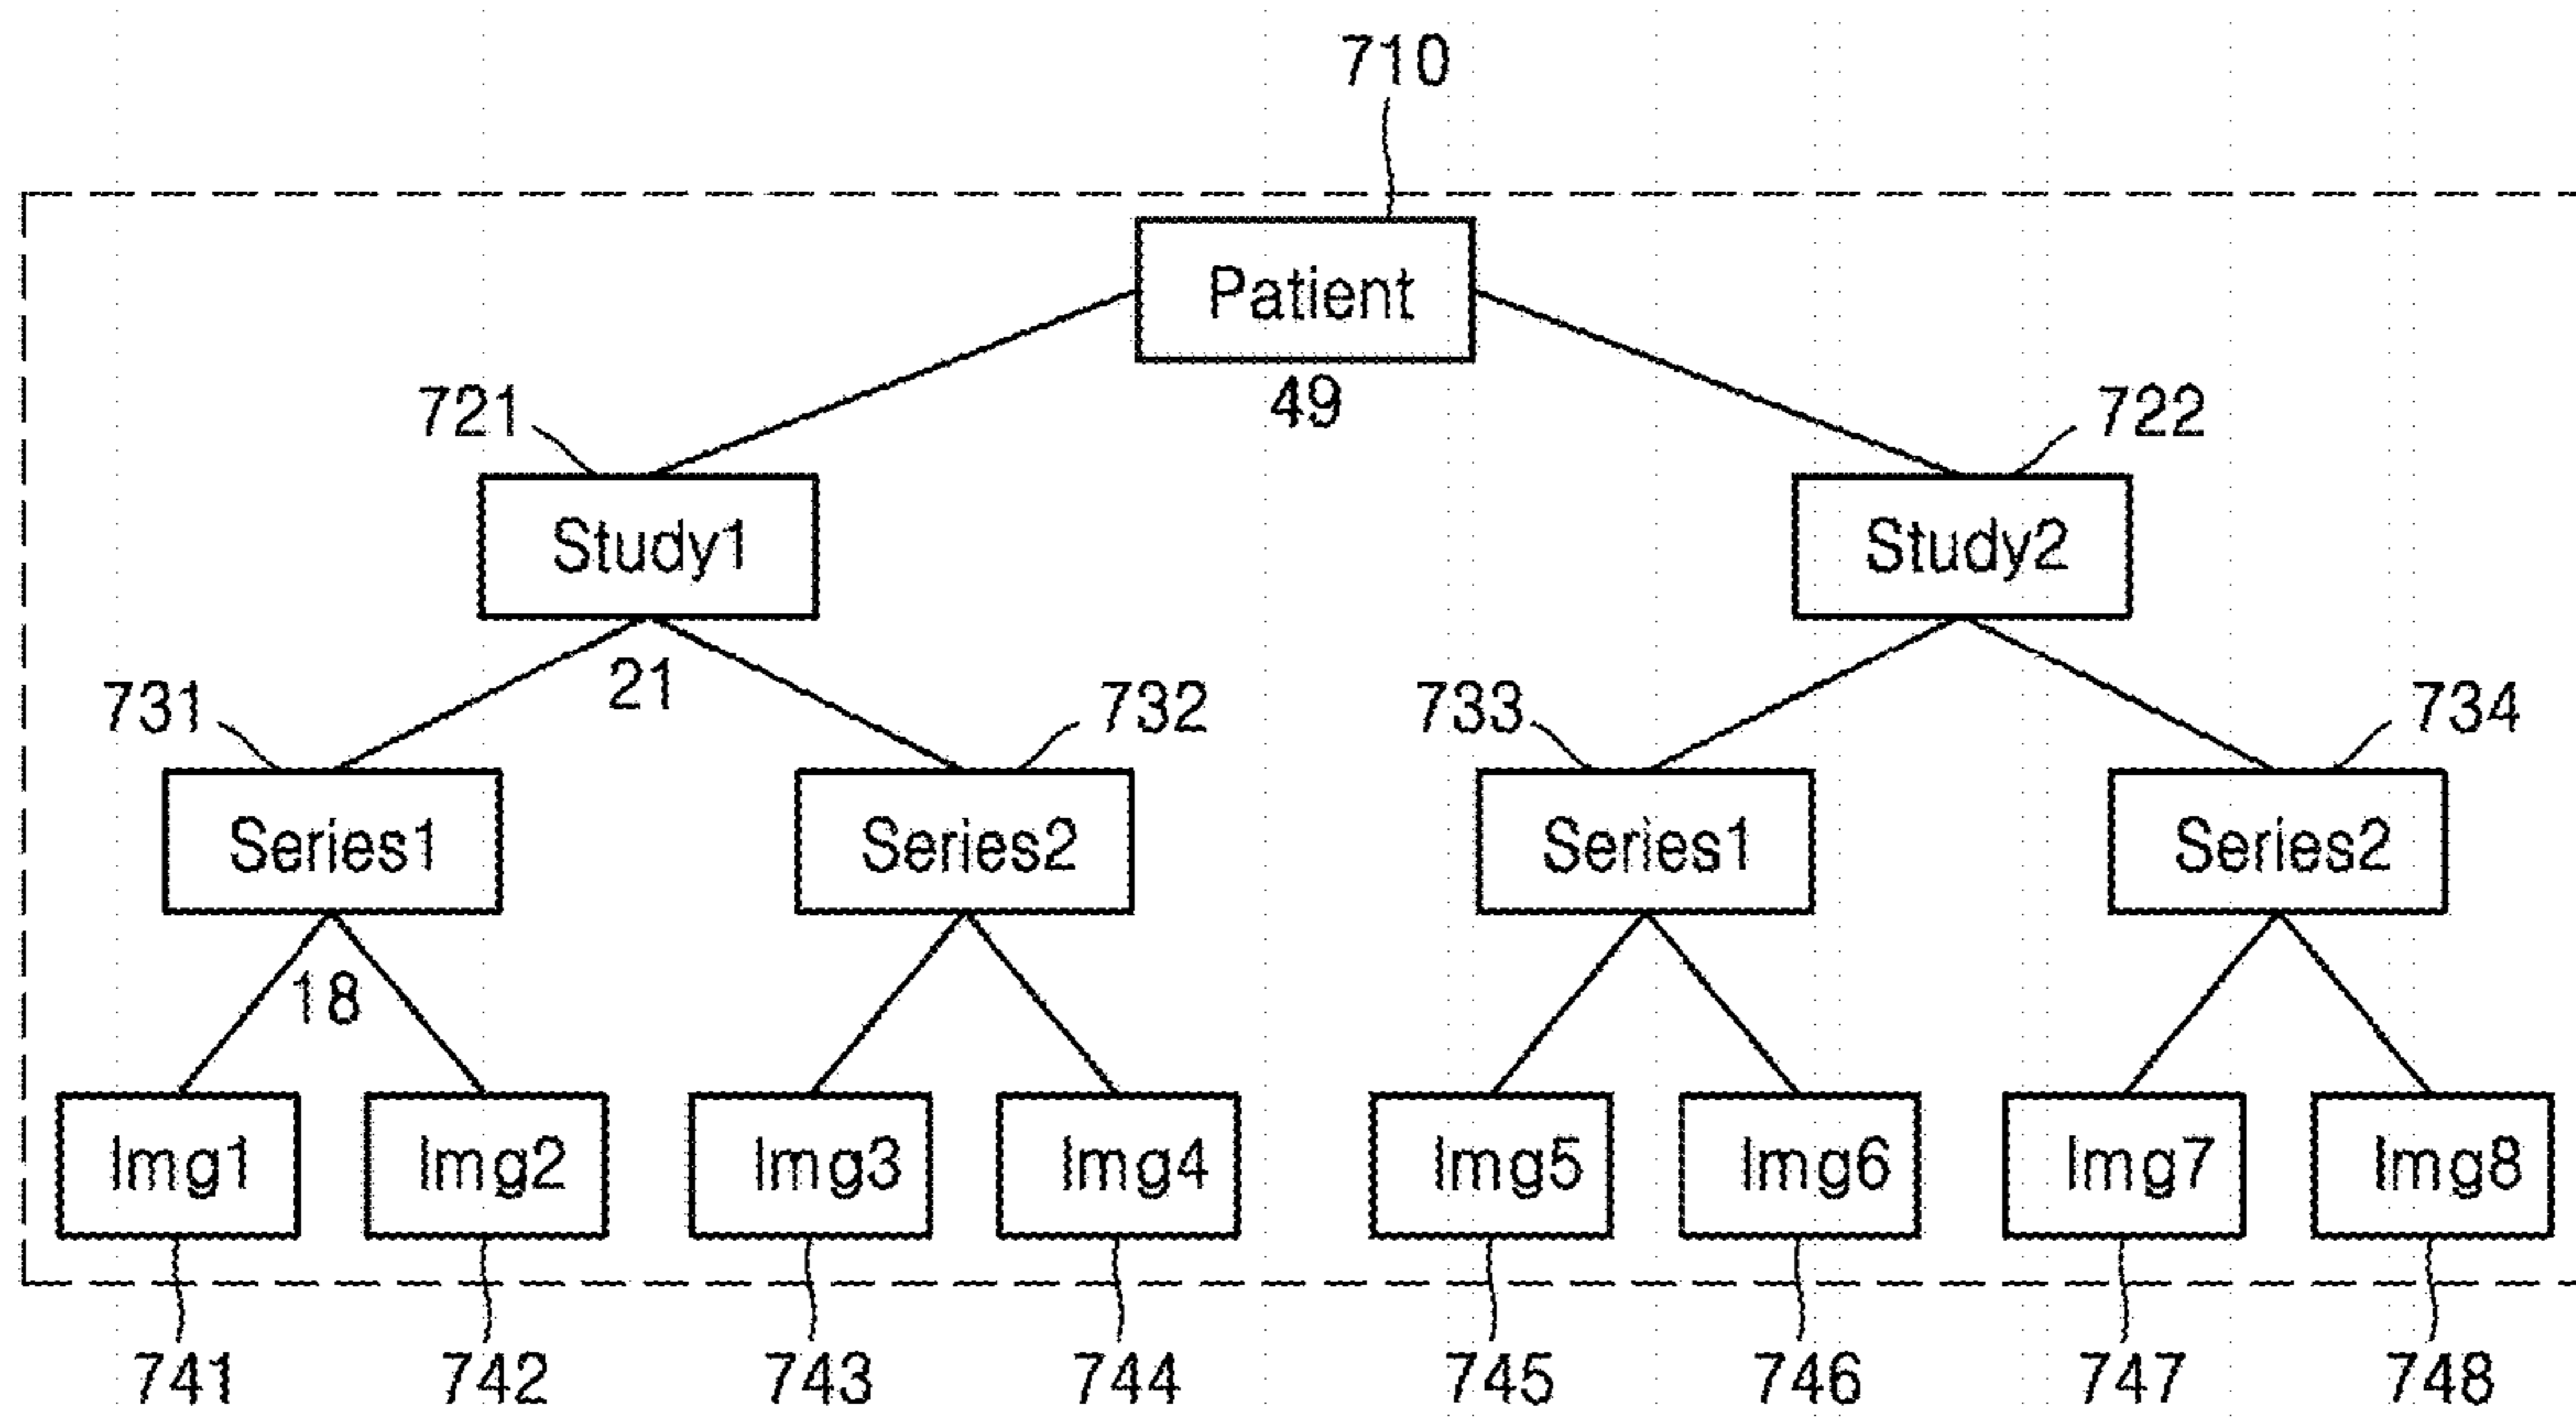 710
Patient
49
721
722
Study1
Study2
21
731
732
733
734
Series1
Series2
Series1
Series2
18
Img1
Img2
Img3
Img4
Img5
Img6
Img7
Img8
741
742
743
744
745
746
747
748